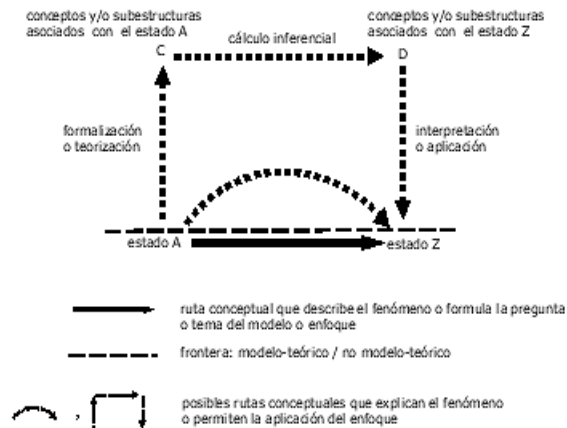 conceptos y/o subestructuras
asociados con el estado A
conceptos y/o subestructuras
asociados con el estado Z
C
cálculo inferencial
D
formalización
o teorización
interpretación
o aplicación
estado A
estado Z
ruta conceptual que describe el fenómeno o formula la pregunta
o tema del modelo o enfoque
frontera: modelo-teórico / no modelo-teórico
,
posibles rutas conceptuales que explican el fenómeno
o permiten la aplicación del enfoque